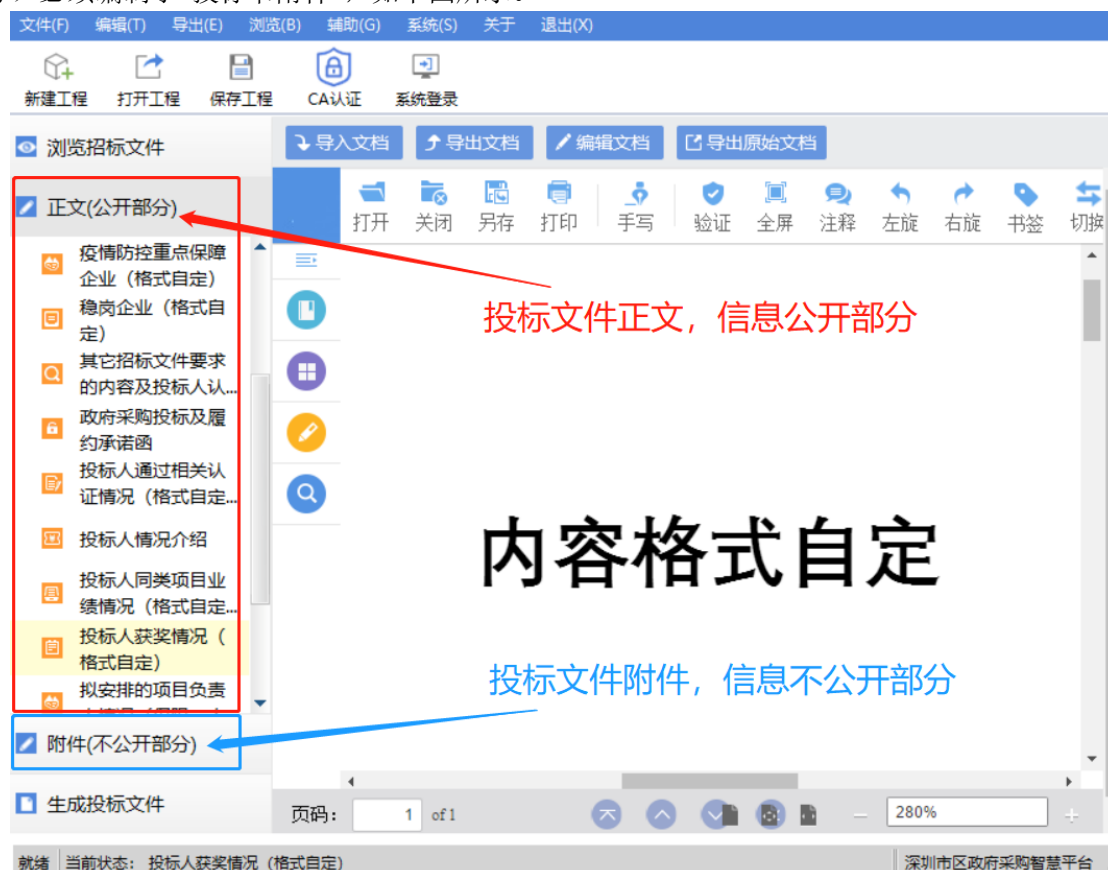 文件(F) 编辑(T) 导出(E) 浏览(B) 辅助(G) 系统(S) 关于 退出(X)
新建工程 打开工程 保存工程 CA认证 系统登录
浏览招标文件
导入文档 导出文档 编辑文档 导出原始文档
正文(公开部分)
打开 关闭 另存 打印 手写 验证 全屏 注释 左旋 右旋 书签 切换
疫情防控重点保障
企业（格式自定）
稳岗企业（格式自
定）
其它招标文件要求
的内容及投标人认...
政府采购投标及履
约承诺函
投标人通过相关认
证情况（格式自定...
投标人情况介绍
投标人同类项目业
绩情况（格式自定...
投标人获奖情况（
格式自定）
拟安排的项目负责
投标文件正文，信息公开部分
内容格式自定
投标文件附件，信息不公开部分
附件(不公开部分)
生成投标文件
页码： 1 of 1 280%
就绪 当前状态： 投标人获奖情况（格式自定） 深圳市区政府采购智慧平台